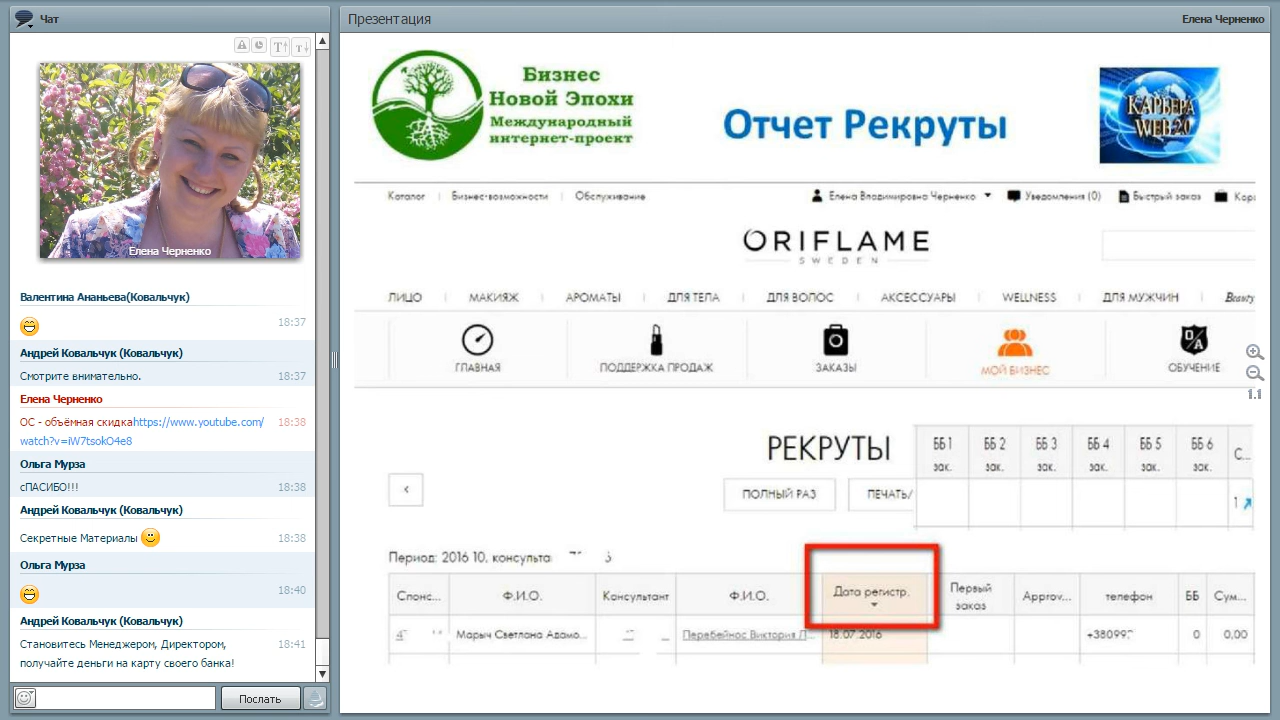 Чат
Елена Черненко
Валентина Ананьева(Ковальчук)
18:37
Андрей Ковальчук (Ковальчук)
Смотрите внимательно. 18:37
Елена Черненко
ОС - объёмная скидкаhttps://www.youtube.com/ 18:38
watch?v=iW7tsokO4e8
Ольга Мурза
сПАСИБО!!! 18:38
Андрей Ковальчук (Ковальчук)
Секретные Материалы 18:38
Ольга Мурза
18:40
Андрей Ковальчук (Ковальчук)
Становитесь Менеджером, Директором, 18:41
получайте деньги на карту своего банка!
Послать
Презентация Елена Черненко
Бизнес
Новой Эпохи
Международный
интернет-проект
Отчет Рекруты
КАРЬЕРА
WEB 2.0
Каталог Бизнес-возможности Обслуживание Елена Владимировна Черненко Уведомления (0) Быстрый заказ
ORIFLAME
SWEDEN
ЛИЦО МАКИЯЖ АРОМАТЫ ДЛЯ ТЕЛА ДЛЯ ВОЛОС АКСЕССУАРЫ WELLNESS ДЛЯ МУЖЧИН Beauty
ГЛАВНАЯ ПОДДЕРЖКА ПРОДАЖ ЗАКАЗЫ МОЙ БИЗНЕС ОБУЧЕНИЕ
1:1
РЕКРУТЫ
ББ 1 ББ 2 ББ 3 ББ 4 ББ 5 ББ 6 С...
зак. зак. зак. зак. зак. зак.
< ПОЛНЫЙ РАЗ ПЕЧАТЬ/ 1
Период: 2016 10, консульта
Спонс... Ф.И.О. Консультант Ф.И.О. Дата регистр. Первый заказ Approv... телефон ББ Сум...
Марыч Светлана Адамо... Перебейнос Виктория Л... 18.07.2016 0 0,00